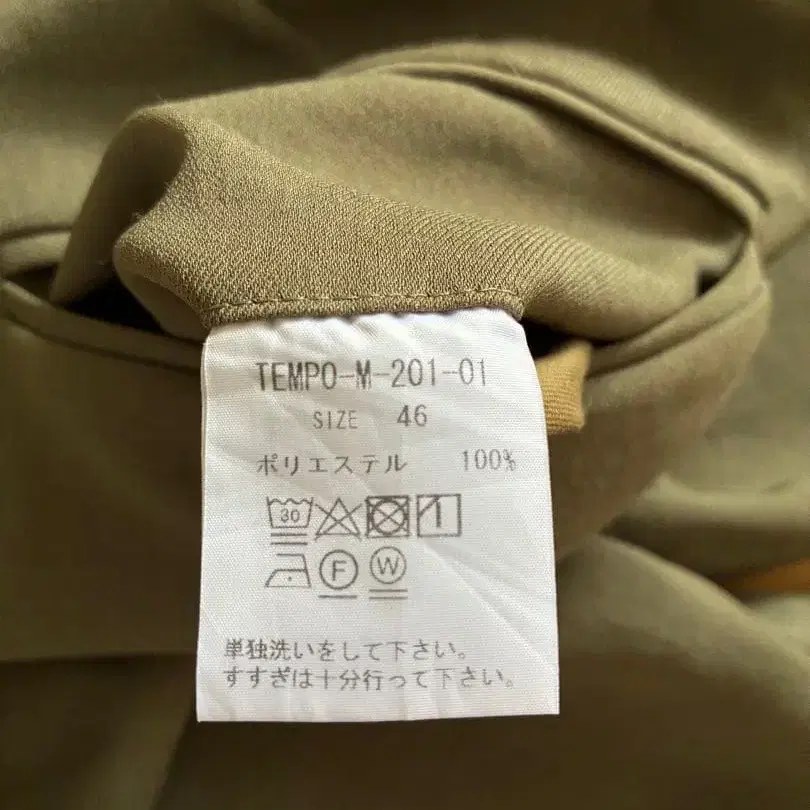 TEMPO-M-201-01
SIZE 46
ポリエステル 100%
30
F W
単独洗いをして下さい。
すすぎは十分行って下さい。